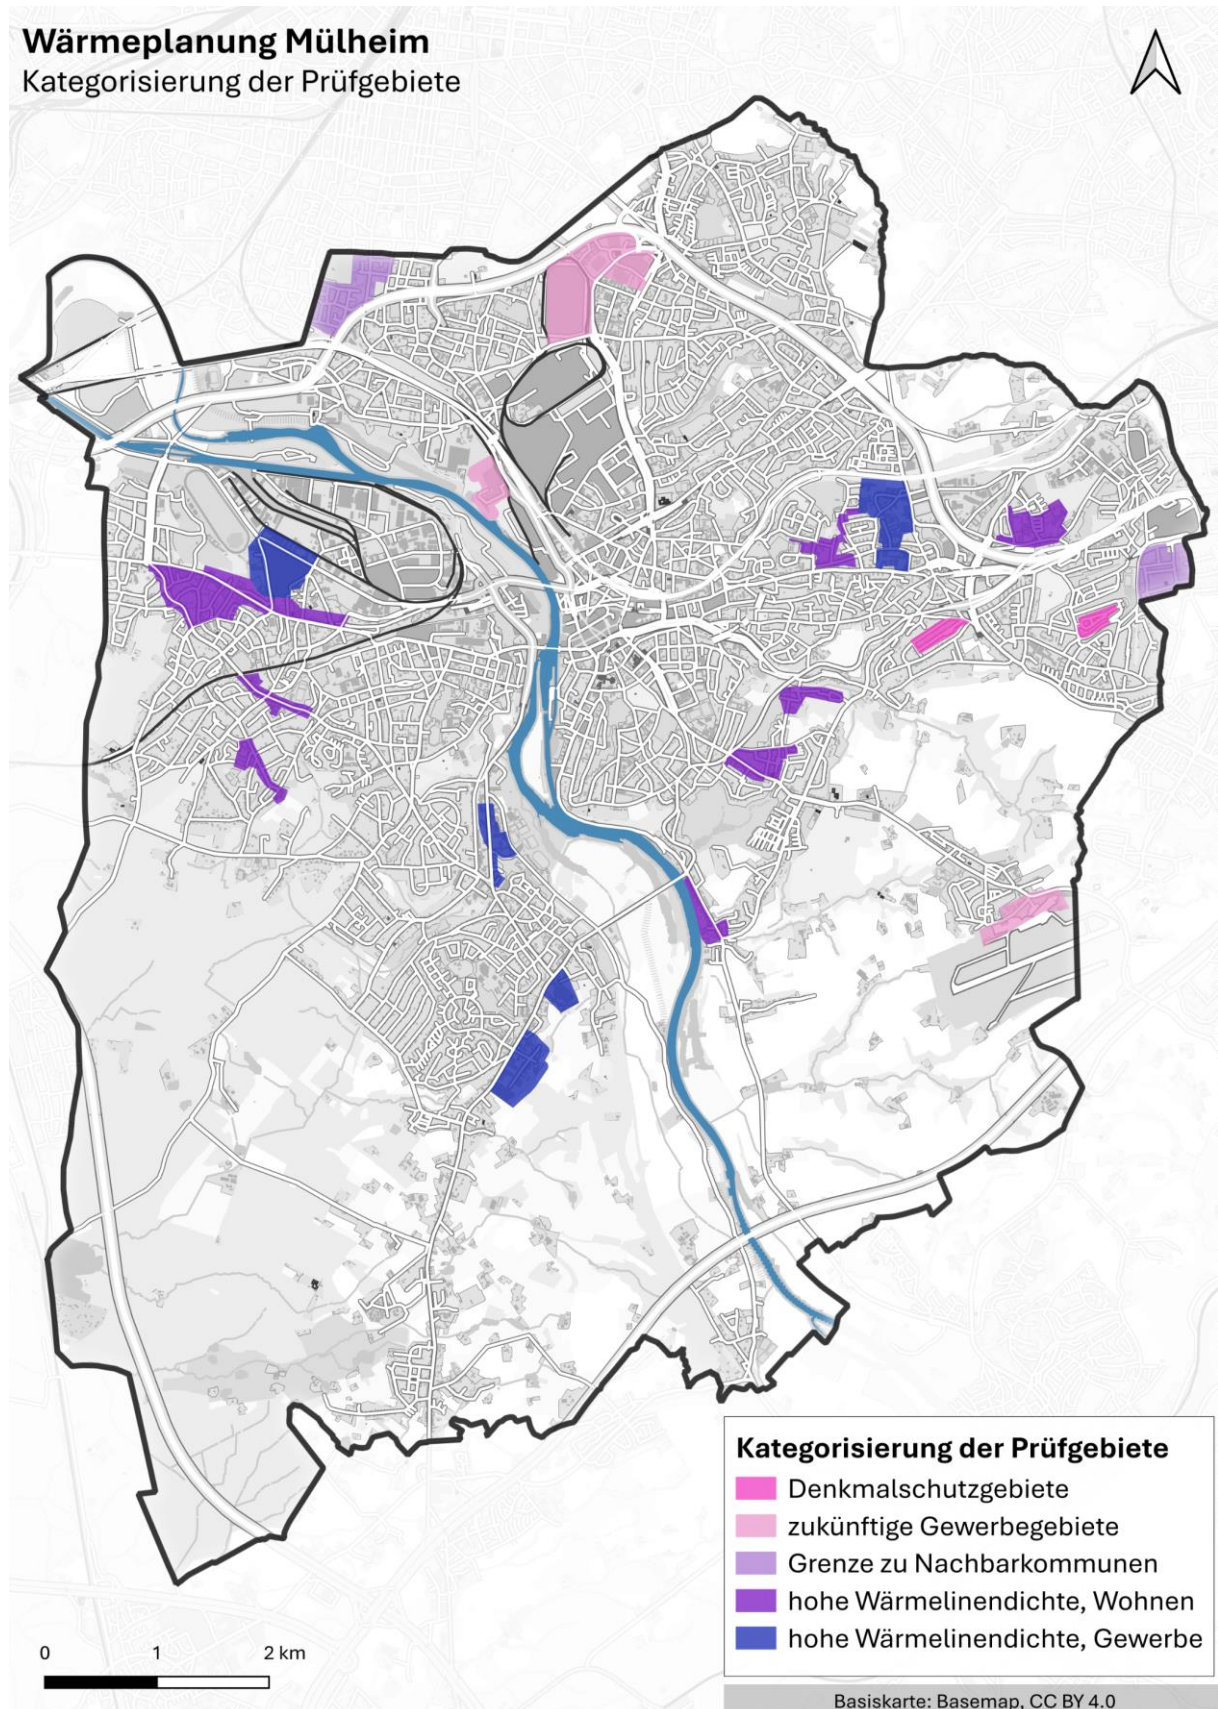 Wärmeplanung Mülheim
Kategorisierung der Prüfgebiete
Kategorisierung der Prüfgebiete
Denkmalschutzgebiete
zukünftige Gewerbegebiete
Grenze zu Nachbarkommunen
hohe Wärmelinendichte, Wohnen
hohe Wärmelinendichte, Gewerbe
0 1 2 km
Basiskarte: Basemap, CC BY 4.0